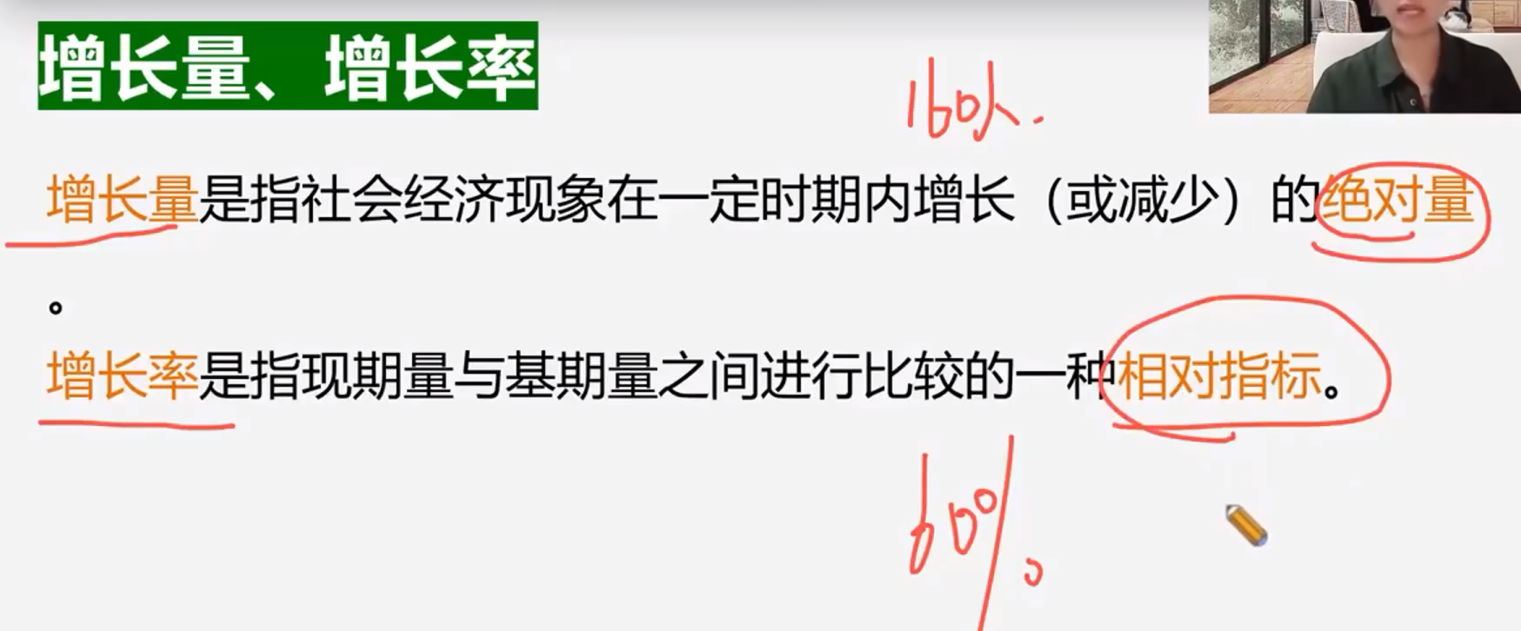 增长量、增长率
160人.
增长量是指社会经济现象在一定时期内增长（或减少）的绝对量
。
增长率是指现期量与基期量之间进行比较的一种相对指标。
60%